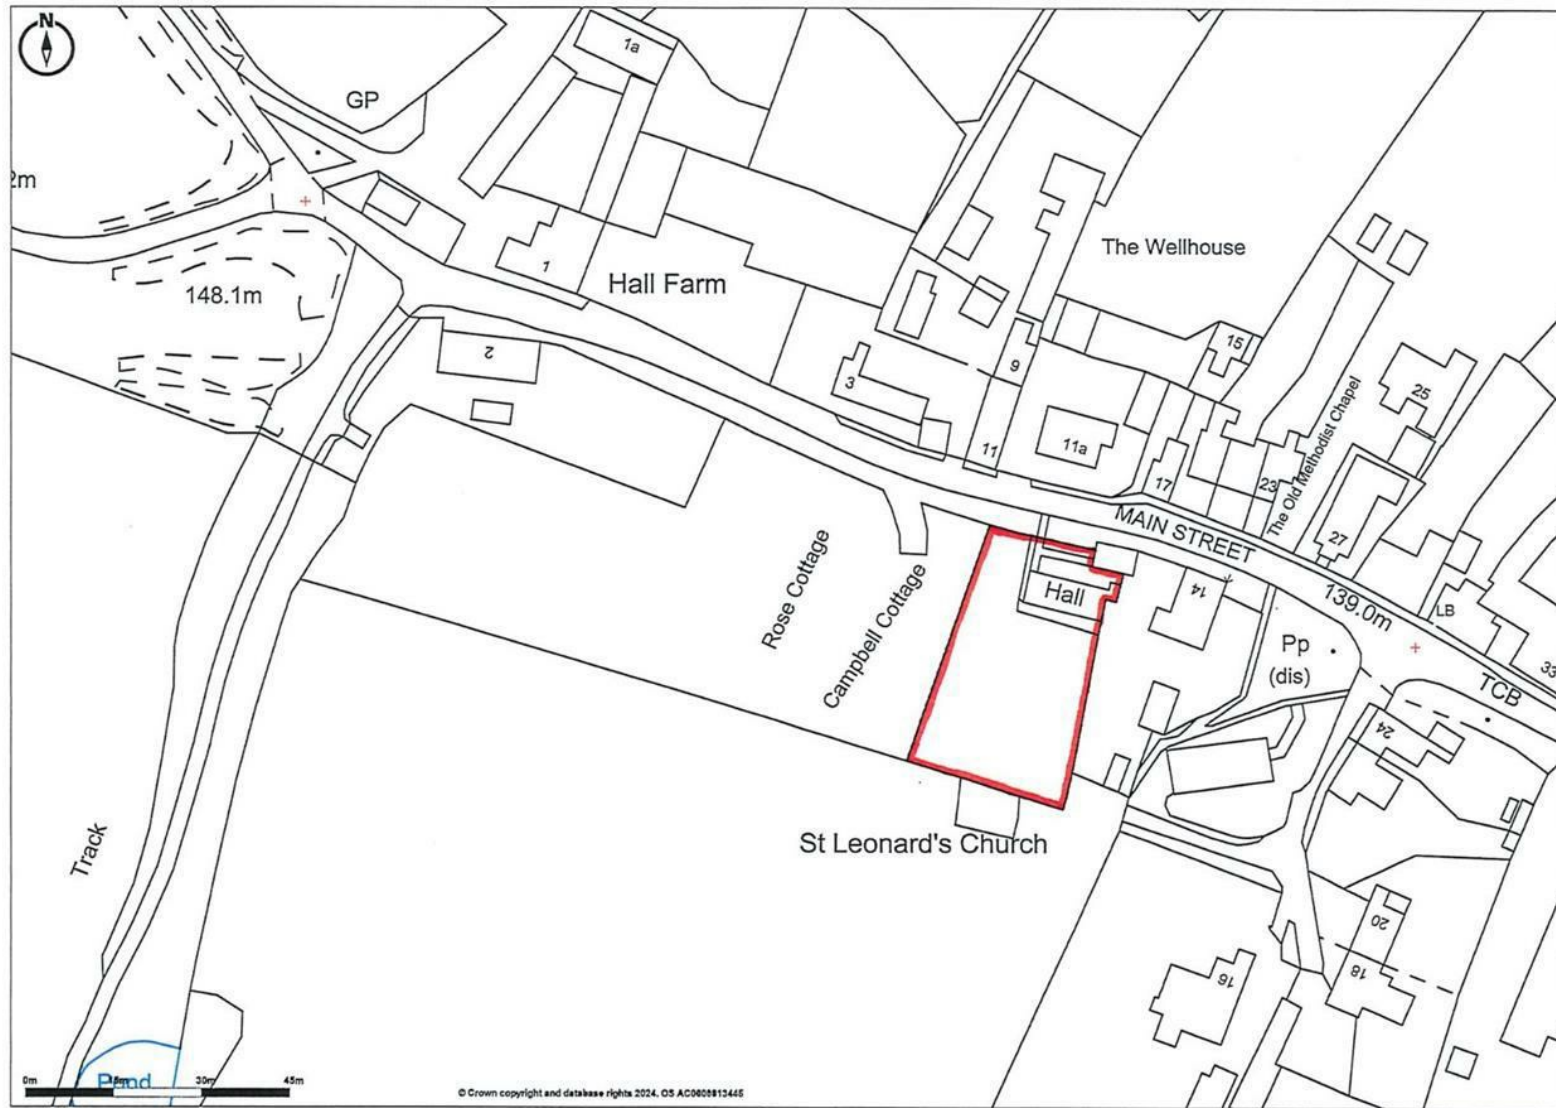 N
1a
GP
2m
The Wellhouse
1
Hall Farm
148.1m
15
2
9
3
25
11
11a
The Old Methodist Chapel
17
23
MAIN STREET
27
Rose Cottage
Campbell Cottage
Hall
14
139.0m
LB
Pp
(dis)
33
TCB
24
St Leonard's Church
Track
20
16
18
Pond
0m
15m
30m
45m
© Crown copyright and database rights 2024. OS AC0000813445